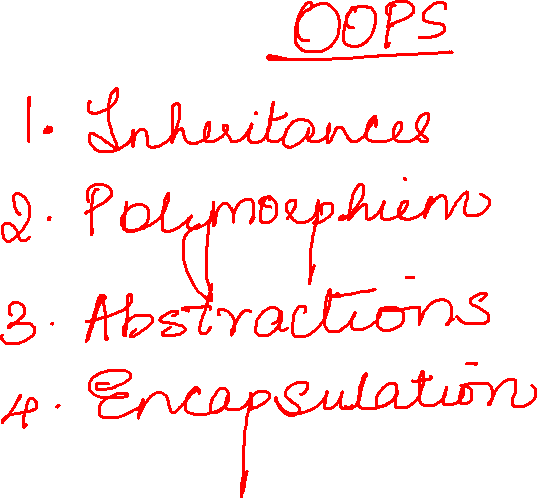 OOPS
1. Inheritances
2. Polymorphism
3. Abstractions
4. Encapsulation